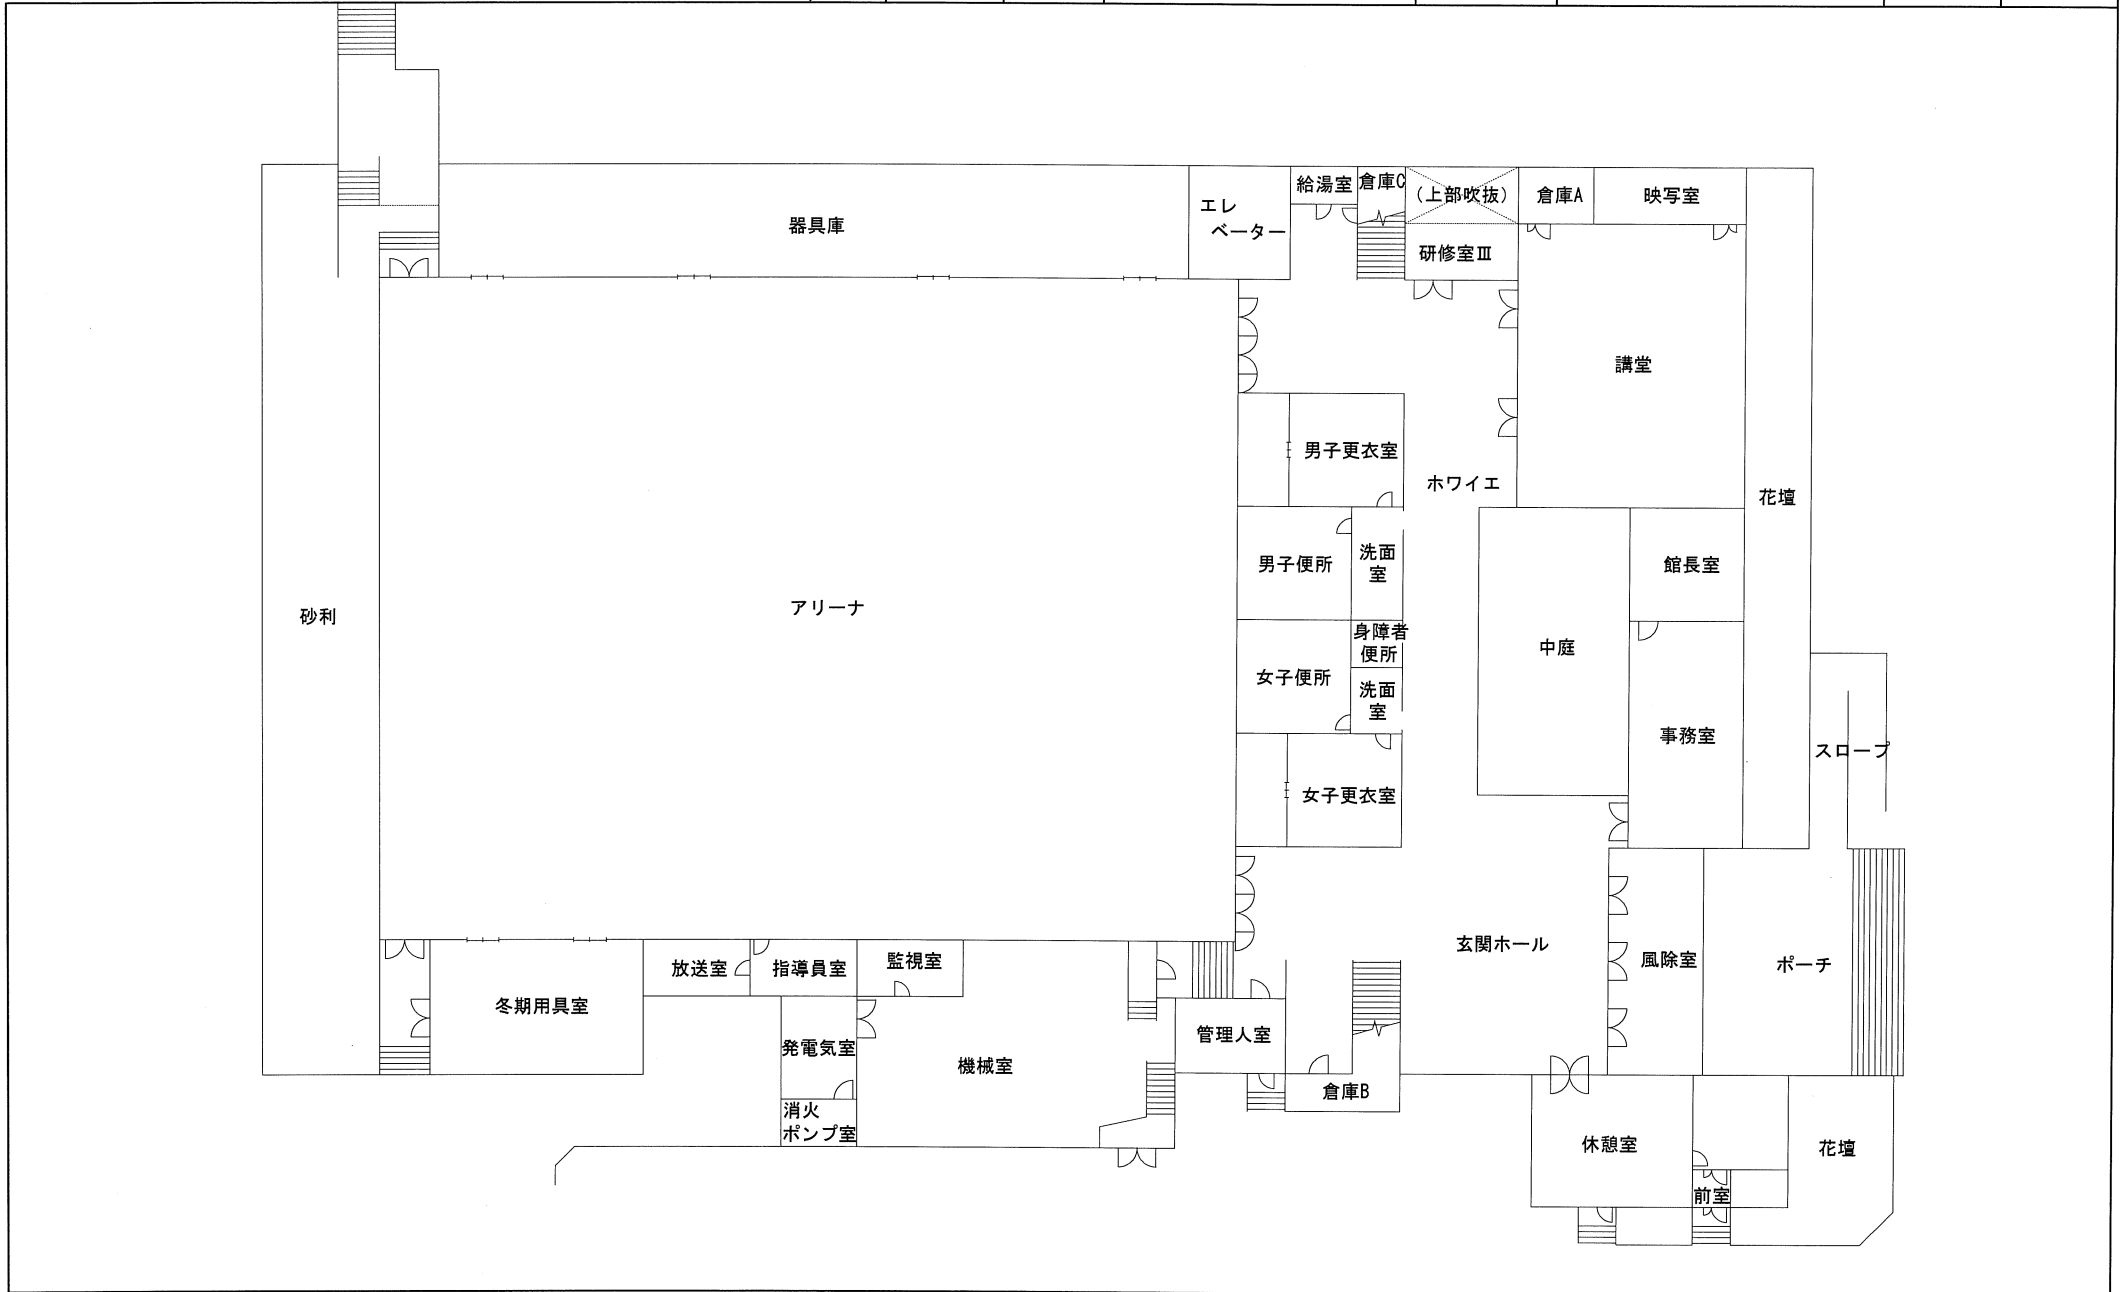 給湯室
倉庫C
(上部吹抜)
倉庫A
映写室
エレ
ベーター
器具庫
研修室Ⅲ
講堂
男子更衣室
ホワイエ
花壇
男子便所
洗面
室
館長室
砂利
アリーナ
身障者
便所
中庭
女子便所
洗面
室
事務室
スロープ
女子更衣室
玄関ホール
風除室
ポーチ
放送室
指導員室
監視室
冬期用具室
管理人室
発電気室
機械室
倉庫B
消火
ポンプ室
休憩室
花壇
前室